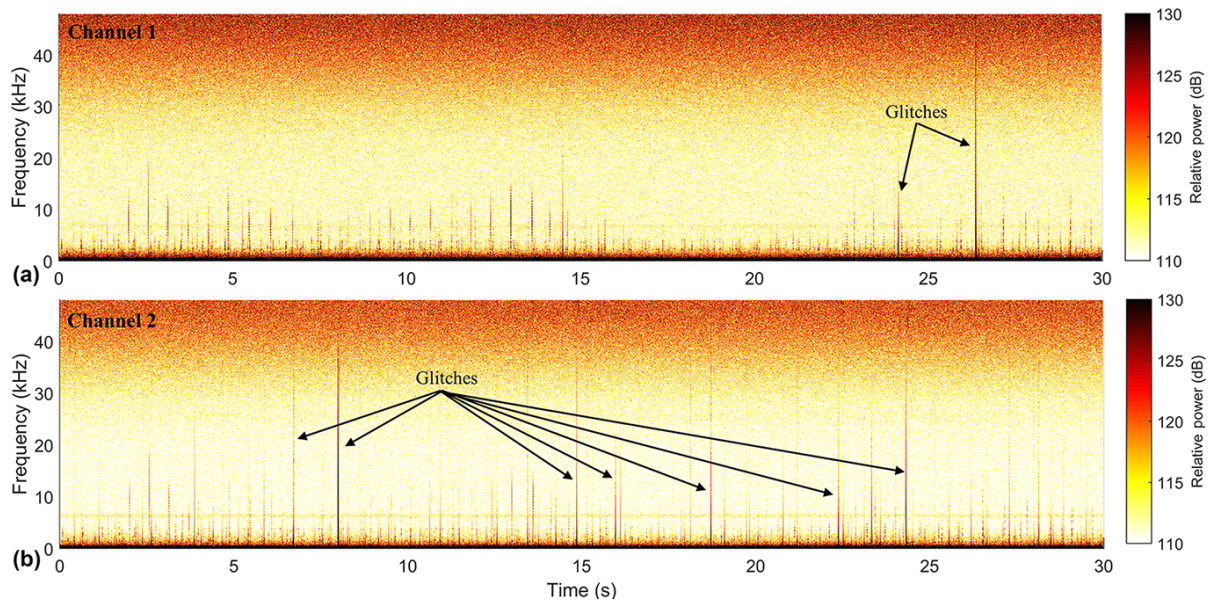 Channel 1
Glitches
Frequency (kHz)
40
30
20
10
0
0 5 10 15 20 25 30
130
125
120
115
110
Relative power (dB)
(a)
Channel 2
Glitches
Frequency (kHz)
40
30
20
10
0
0 5 10 15 20 25 30
Time (s)
130
125
120
115
110
Relative power (dB)
(b)